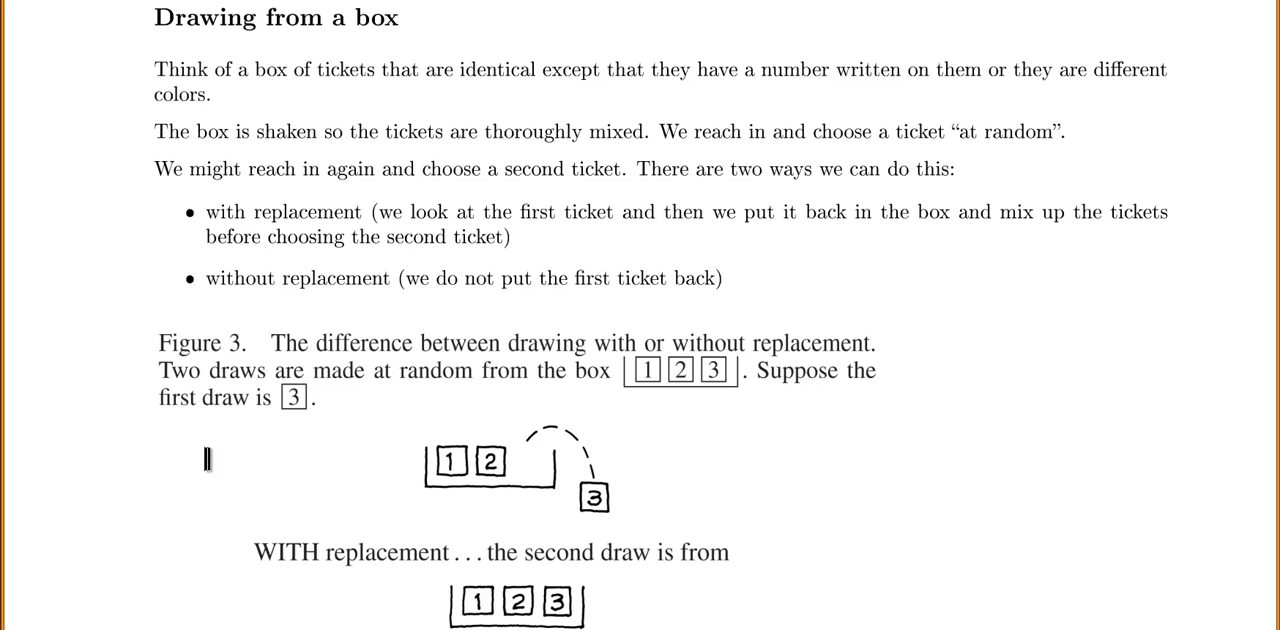 Drawing from a box
Think of a box of tickets that are identical except that they have a number written on them or they are different
colors.
The box is shaken so the tickets are thoroughly mixed. We reach in and choose a ticket “at random”.
We might reach in again and choose a second ticket. There are two ways we can do this:
• with replacement (we look at the first ticket and then we put it back in the box and mix up the tickets
before choosing the second ticket)
• without replacement (we do not put the first ticket back)
Figure 3. The difference between drawing with or without replacement.
Two draws are made at random from the box 1 2 3 . Suppose the
first draw is 3 .
1 2
3
WITH replacement . . . the second draw is from
1 2 3